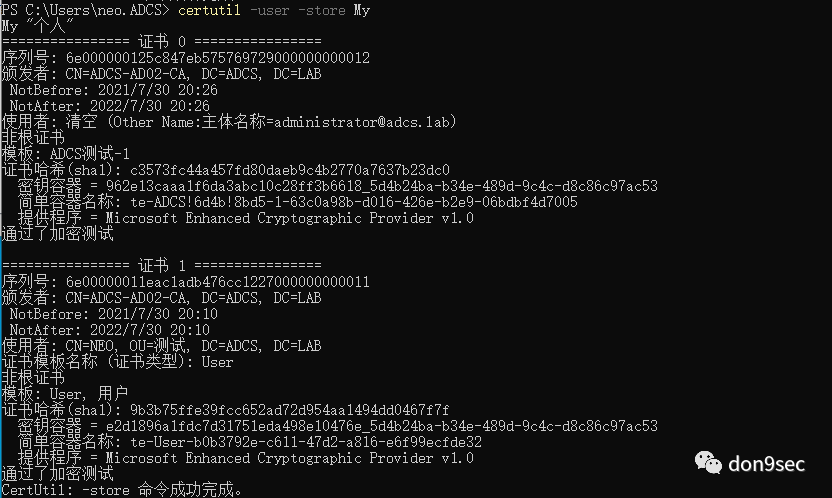 PS C:\Users\neo.ADCS> certutil -user -store My
My "个人"
================ 证书 0 ================
序列号: 6e000000125c847eb5757697290000000000​12
颁发者: CN=ADCS-AD02-CA, DC=ADCS, DC=LAB
NotBefore: 2021/7/30 20:26
NotAfter: 2022/7/30 20:26
使用者: 清空 (Other Name:主体名称=administrator@adcs.lab)
非根证书
模板: ADCS测试-1
证书哈希(sha1): c3573fc44a457fd80daeb9c4b2770a7637b23dc0
密钥容器 = 962e13caaa1f6da3abc10c28ff3b6618_5d4b24ba-b34e-489d-9c4c-d8c86c97ac53
简单容器名称: te-ADCS!6d4b!8bd5-1-63c0a98b-d016-426e-b2e9-06bdbf4d7005
提供程序 = Microsoft Enhanced Cryptographic Provider v1.0
通过了加密测试
================ 证书 1 ================
序列号: 6e00000011eac1adb476cc1227000000000011
颁发者: CN=ADCS-AD02-CA, DC=ADCS, DC=LAB
NotBefore: 2021/7/30 20:10
NotAfter: 2022/7/30 20:10
使用者: CN=NEO, OU=测试, DC=ADCS, DC=LAB
证书模板名称 (证书类型): User
非根证书
模板: User, 用户
证书哈希(sha1): 9b3b75ffe39fcc652ad72d954aa1494dd0467f7f
密钥容器 = e2d1896a1fdc7d31751eda498e10476e_5d4b24ba-b34e-489d-9c4c-d8c86c97ac53
简单容器名称: te-User-b0b3792e-c611-47d2-a816-e6f99ecfde32
提供程序 = Microsoft Enhanced Cryptographic Provider v1.0
通过了加密测试
CertUtil: -store 命令成功完成。
don9sec